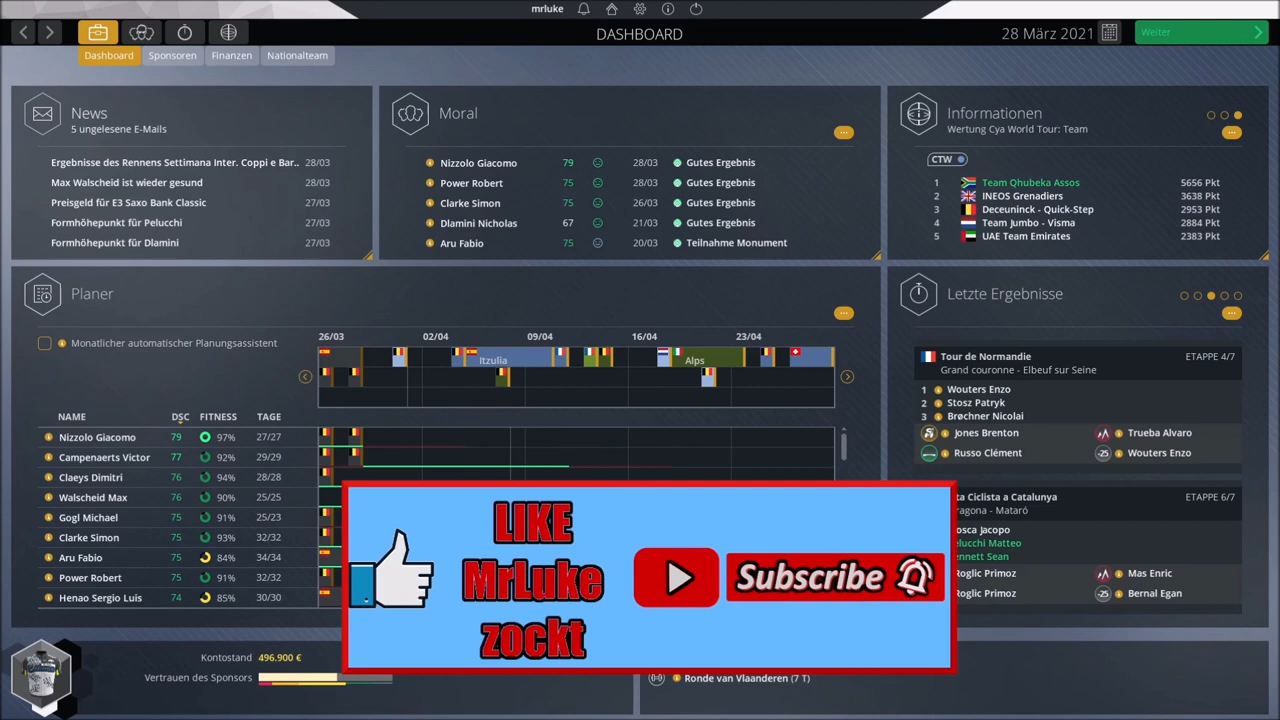 mrluke
DASHBOARD
28 März 2021
Weiter
Dashboard
Sponsoren
Finanzen
Nationalteam
News
5 ungelesene E-Mails
Ergebnisse des Rennens Settimana Inter. Coppi e Bar.. 28/03
Max Walscheid ist wieder gesund 28/03
Preisgeld für E3 Saxo Bank Classic 27/03
Formhöhepunkt für Pelucchi 27/03
Formhöhepunkt für Dlamini 27/03
Moral
Nizzolo Giacomo 79 28/03 Gutes Ergebnis
Power Robert 75 28/03 Gutes Ergebnis
Clarke Simon 75 26/03 Gutes Ergebnis
Dlamini Nicholas 67 21/03 Gutes Ergebnis
Aru Fabio 75 20/03 Teilnahme Monument
Informationen
Wertung Cya World Tour: Team
CTW
1 Team Qhubeka Assos 5656 Pkt
2 INEOS Grenadiers 3638 Pkt
3 Deceuninck - Quick-Step 2953 Pkt
4 Team Jumbo - Visma 2884 Pkt
5 UAE Team Emirates 2383 Pkt
Planer
Monatlicher automatischer Planungsassistent
26/03 02/04 09/04 16/04 23/04
Itzulia
Alps
NAME DSC FITNESS TAGE
Nizzolo Giacomo 79 97% 27/27
Campenaerts Victor 77 92% 29/29
Claeys Dimitri 76 94% 28/28
Walscheid Max 76 90% 25/25
Gogl Michael 75 91% 25/23
Clarke Simon 75 93% 32/32
Aru Fabio 75 84% 34/34
Power Robert 75 91% 32/32
Henao Sergio Luis 74 85% 30/30
Letzte Ergebnisse
Tour de Normandie ETAPPE 4/7
Grand couronne - Elbeuf sur Seine
1 Wouters Enzo
2 Stosz Patryk
3 Brøchner Nicolai
Jones Brenton Trueba Alvaro
Russo Clément -25 Wouters Enzo
ta Ciclista a Catalunya ETAPPE 6/7
ragona - Mataró
osca Jacopo
elucchi Matteo
ennett Sean
Roglic Primoz Mas Enric
Roglic Primoz -25 Bernal Egan
LIKE
MrLuke
zockt
Subscribe
Kontostand 496.900 €
Vertrauen des Sponsors
Ronde van Vlaanderen (7 T)